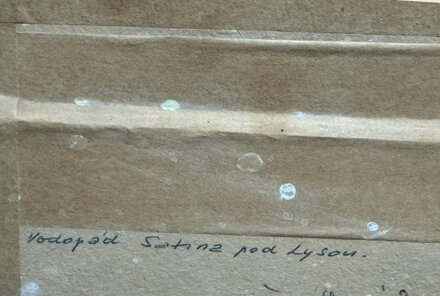 Vodopád Satina pod Lysou.